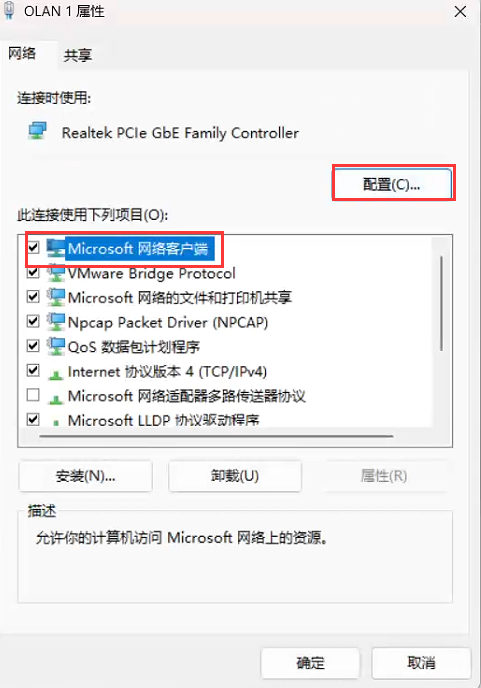 OLAN 1 属性
网络
共享
连接时使用:
Realtek PCIe GbE Family Controller
配置(C)...
此连接使用下列项目(O):
Microsoft 网络客户端
VMware Bridge Protocol
Microsoft 网络的文件和打印机共享
Npcap Packet Driver (NPCAP)
QoS 数据包计划程序
Internet 协议版本 4 (TCP/IPv4)
Microsoft 网络适配器多路传送器协议
Microsoft LLDP 协议驱动程序
安装(N)...
卸载(U)
属性(R)
描述
允许你的计算机访问 Microsoft 网络上的资源。
确定
取消